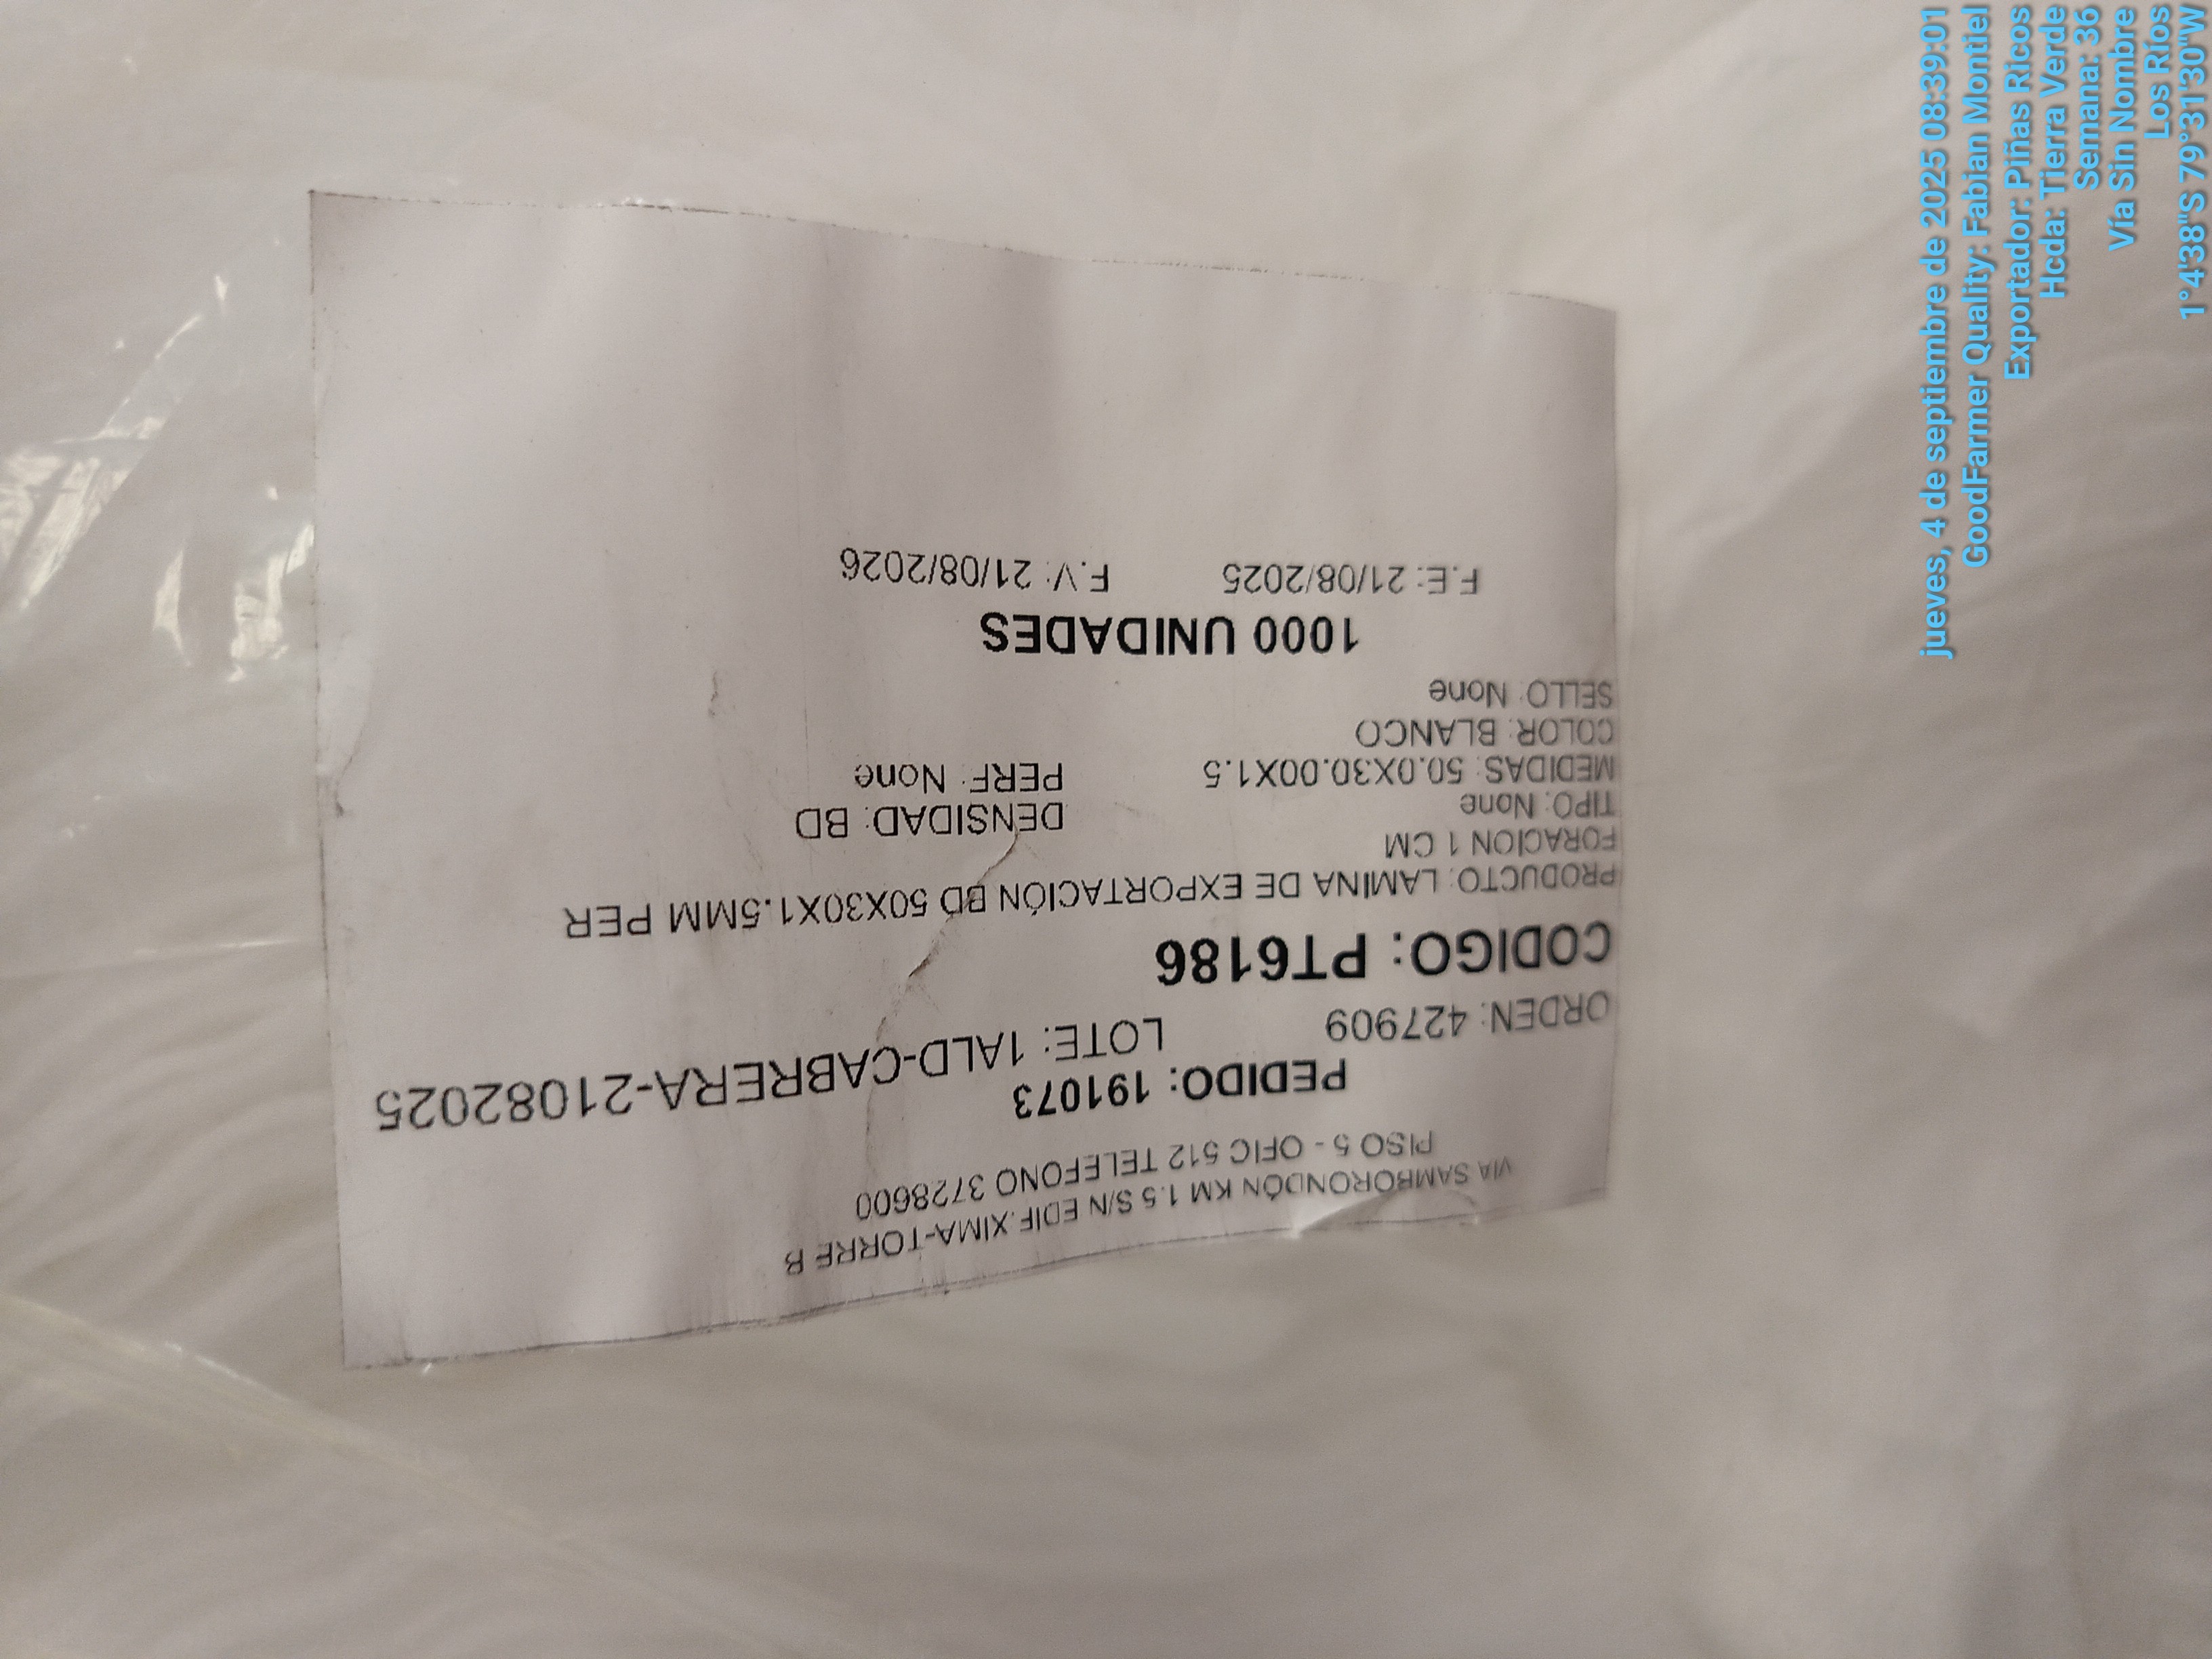 VIA SAMBORONDÓN KM 1.5 S/N EDIF.XIMA-TORRE B
PISO 5 - OFIC 512 TELEFONO 3728600
PEDIDO: 191073
ORDEN: 427909 LOTE: 1ALD-CABRERA-21082025
CODIGO: PT6186
PRODUCTO: LAMINA DE EXPORTACIÓN BD 50X30X1.5MM PER
FORACION 1 CM
TIPO: None DENSIDAD: BD
MEDIDAS: 50.0X30.00X1.5 PERF: None
COLOR: BLANCO
SELLO: None
1000 UNIDADES
F.E: 21/08/2025 F.V: 21/08/2026
jueves, 4 de septiembre de 2025 08:39:01
GoodFarmer Quality: Fabian Montiel
Exportador: Piñas Ricos
Hcda: Tierra Verde
Semana: 36
Vía Sin Nombre
Los Ríos
1°4'38"S 79°31'30"W